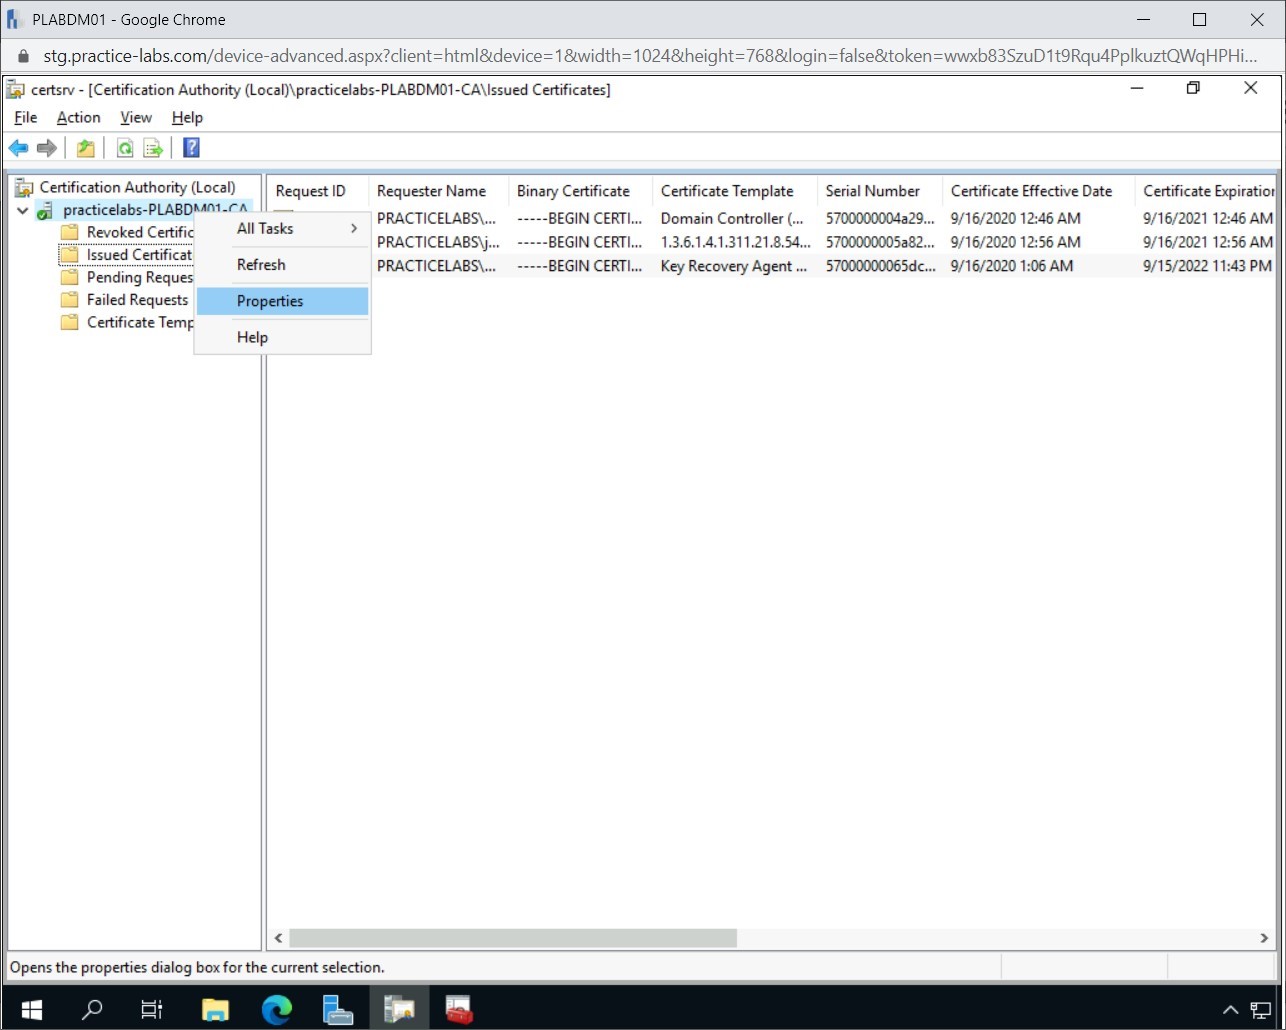 PLABDM01 - Google Chrome
stg.practice-labs.com/device-advanced.aspx?client=html&device=1&width=1024&height=768&login=false&token=wwxb83SzuD1t9Rqu4PplkuztQWqHPHi...
certsrv - [Certification Authority (Local)\practicelabs-PLABDM01-CA\Issued Certificates]
File Action View Help
Certification Authority (Local)
practicelabs-PLABDM01-CA
Revoked Certific
Issued Certificat
Pending Reques
Failed Requests
Certificate Temp
All Tasks
Refresh
Properties
Help
Request ID Requester Name Binary Certificate Certificate Template Serial Number Certificate Effective Date Certificate Expiration
PRACTICELABS\... -----BEGIN CERTI... Domain Controller (... 5700000004a29... 9/16/2020 12:46 AM 9/16/2021 12:46 AM
PRACTICELABS\j... -----BEGIN CERTI... 1.3.6.1.4.1.311.21.8.54... 5700000005a82... 9/16/2020 12:56 AM 9/16/2021 12:56 AM
PRACTICELABS\... -----BEGIN CERTI... Key Recovery Agent ... 57000000065dc... 9/16/2020 1:06 AM 9/15/2022 11:43 PM
Opens the properties dialog box for the current selection.